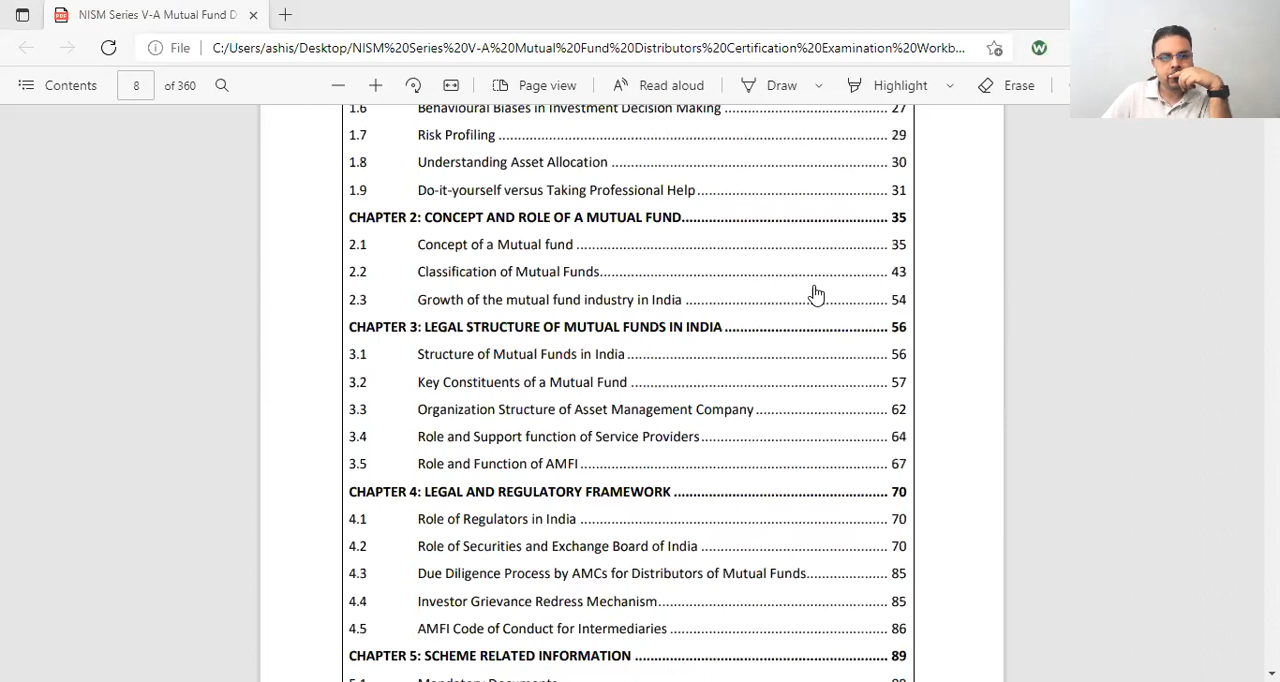 NISM Series V-A Mutual Fund D
File C:/Users/ashis/Desktop/NISM%20Series%20V-A%20Mutual%20Fund%20Distributors%20Certification%20Examination%20Workb...
Contents 8 of 360 Page view Read aloud Draw Highlight Erase
1.6 Behavioural Biases in Investment Decision Making ........ 27
1.7 Risk Profiling ........ 29
1.8 Understanding Asset Allocation ........ 30
1.9 Do-it-yourself versus Taking Professional Help ........ 31
CHAPTER 2: CONCEPT AND ROLE OF A MUTUAL FUND ........ 35
2.1 Concept of a Mutual fund ........ 35
2.2 Classification of Mutual Funds ........ 43
2.3 Growth of the mutual fund industry in India ........ 54
CHAPTER 3: LEGAL STRUCTURE OF MUTUAL FUNDS IN INDIA ........ 56
3.1 Structure of Mutual Funds in India ........ 56
3.2 Key Constituents of a Mutual Fund ........ 57
3.3 Organization Structure of Asset Management Company ........ 62
3.4 Role and Support function of Service Providers ........ 64
3.5 Role and Function of AMFI ........ 67
CHAPTER 4: LEGAL AND REGULATORY FRAMEWORK ........ 70
4.1 Role of Regulators in India ........ 70
4.2 Role of Securities and Exchange Board of India ........ 70
4.3 Due Diligence Process by AMCs for Distributors of Mutual Funds ........ 85
4.4 Investor Grievance Redress Mechanism ........ 85
4.5 AMFI Code of Conduct for Intermediaries ........ 86
CHAPTER 5: SCHEME RELATED INFORMATION ........ 89
5.1 Mandatory Documents ........ 89